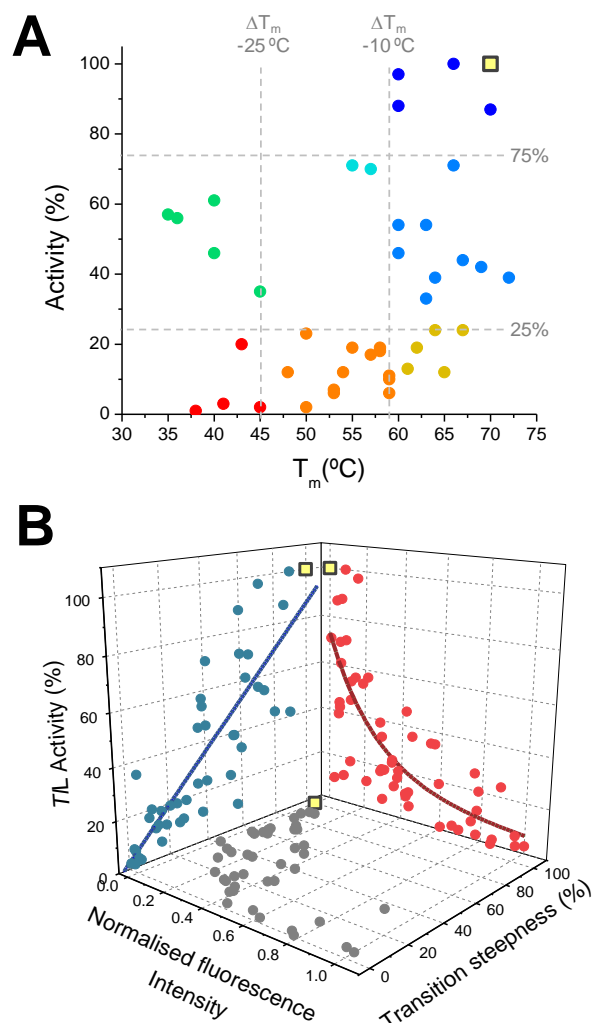 A
ΔTm
-25 ºC
ΔTm
-10 ºC
100
80
60
40
20
0
75%
25%
Activity (%)
30 35 40 45 50 55 60 65 70 75
Tm(ºC)
B
100
80
60
40
20
0
TlL Activity (%)
0.0 0.2 0.4 0.6 0.8 1.0
Normalised fluorescence
Intensity
0 20 40 60 80 100
Transition steepness (%)